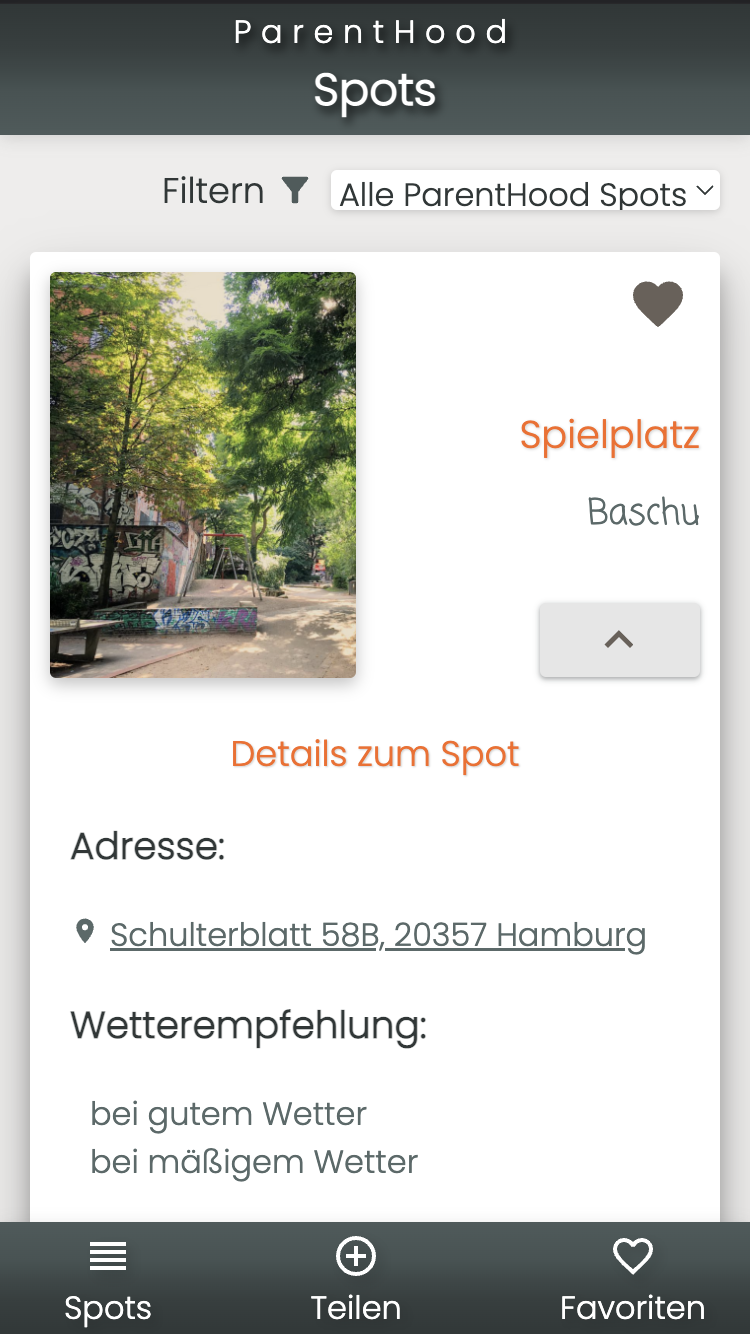 ParentHood
Spots
Filtern Alle ParentHood Spots
Spielplatz
Baschu
Details zum Spot
Adresse:
Schulterblatt 58B, 20357 Hamburg
Wetterempfehlung:
bei gutem Wetter
bei mäßigem Wetter
Spots Teilen Favoriten